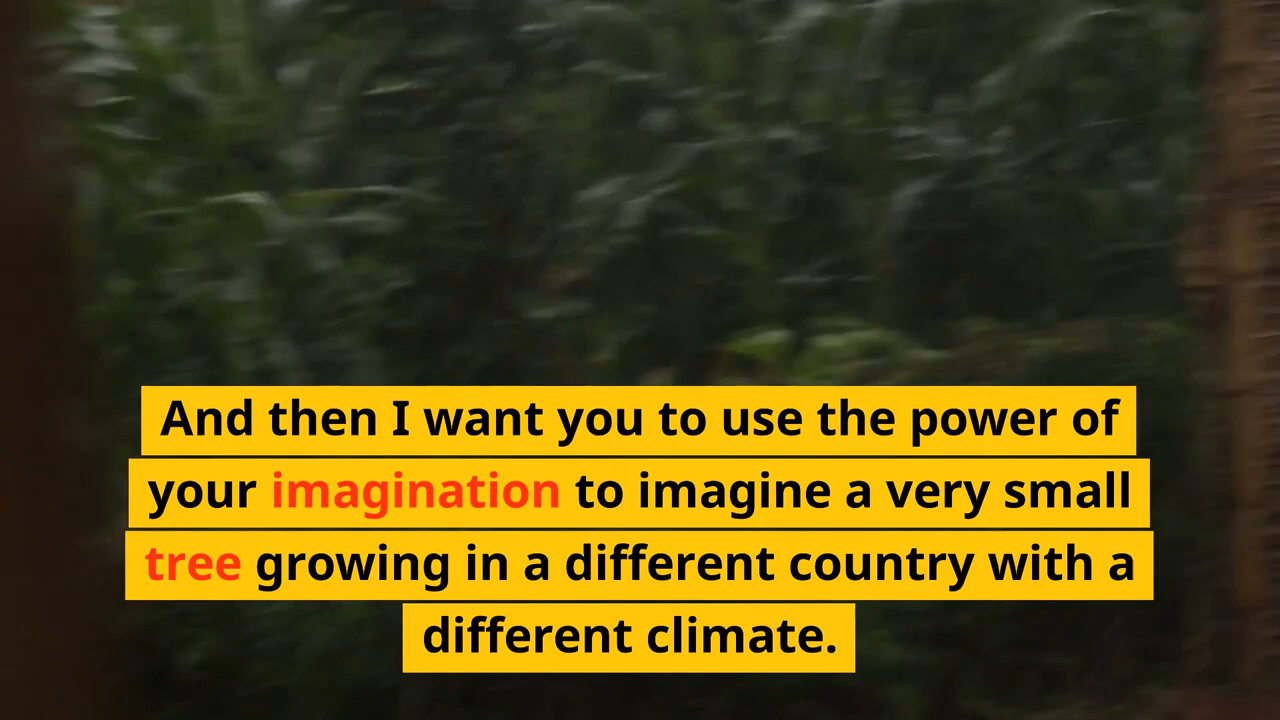 And then I want you to use the power of
your imagination to imagine a very small
tree growing in a different country with a
different climate.